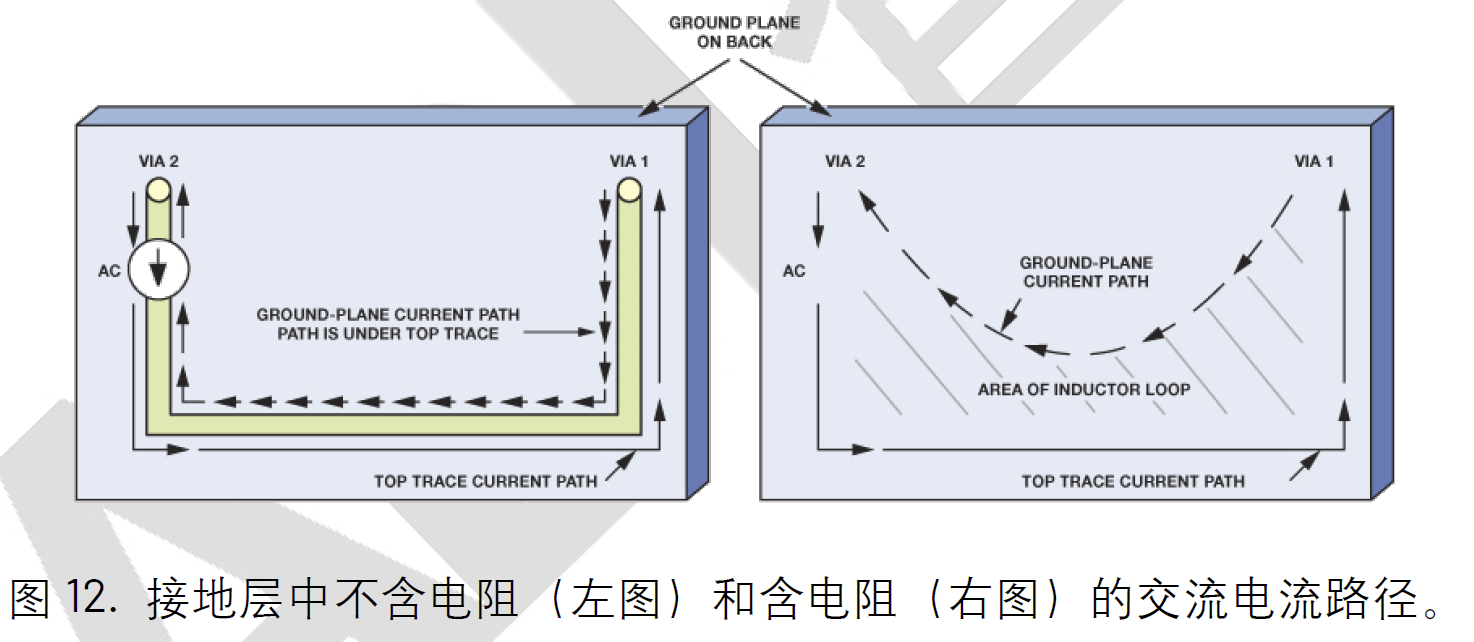 GROUND PLANE
ON BACK
VIA 2
VIA 1
AC
GROUND-PLANE CURRENT PATH
PATH IS UNDER TOP TRACE
TOP TRACE CURRENT PATH
VIA 2
VIA 1
AC
GROUND-PLANE
CURRENT PATH
AREA OF INDUCTOR LOOP
TOP TRACE CURRENT PATH
图 12. 接地层中不含电阻（左图）和含电阻（右图）的交流电流路径。